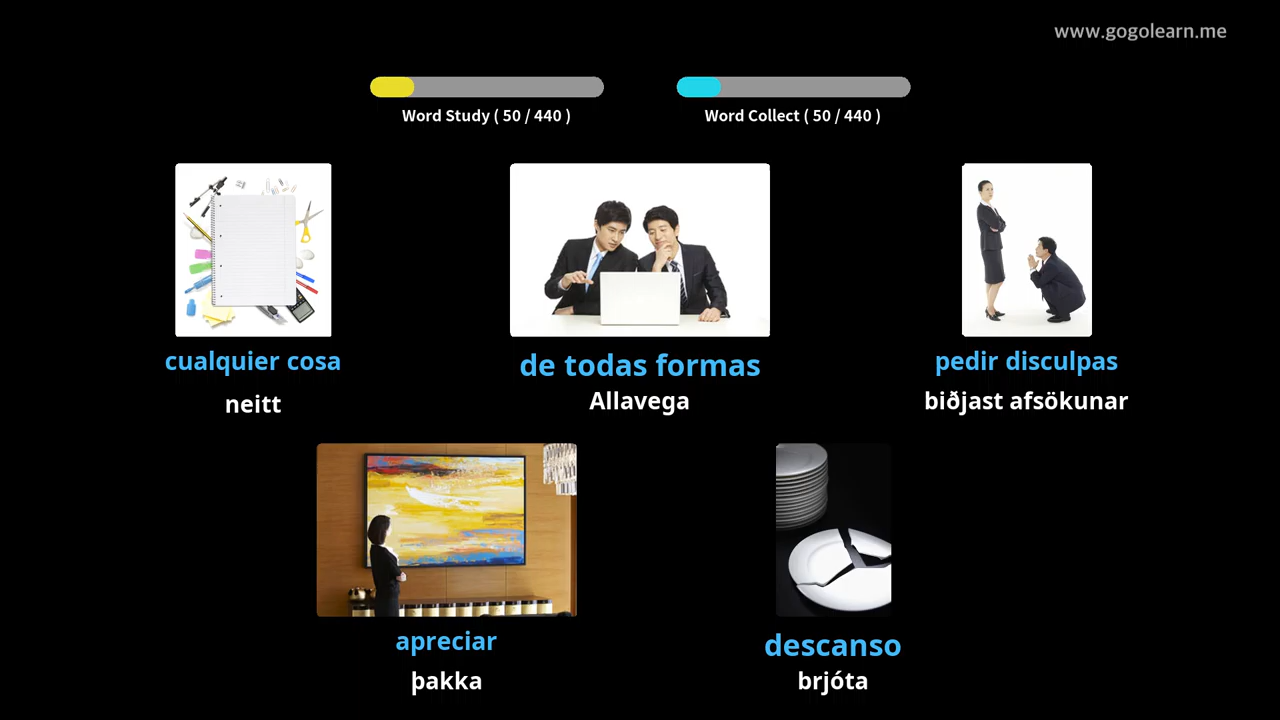 www.gogolearn.me
Word Study ( 50 / 440 )
Word Collect ( 50 / 440 )
cualquier cosa
neitt
de todas formas
Allavega
pedir disculpas
biðjast afsökunar
apreciar
þakka
descanso
brjóta